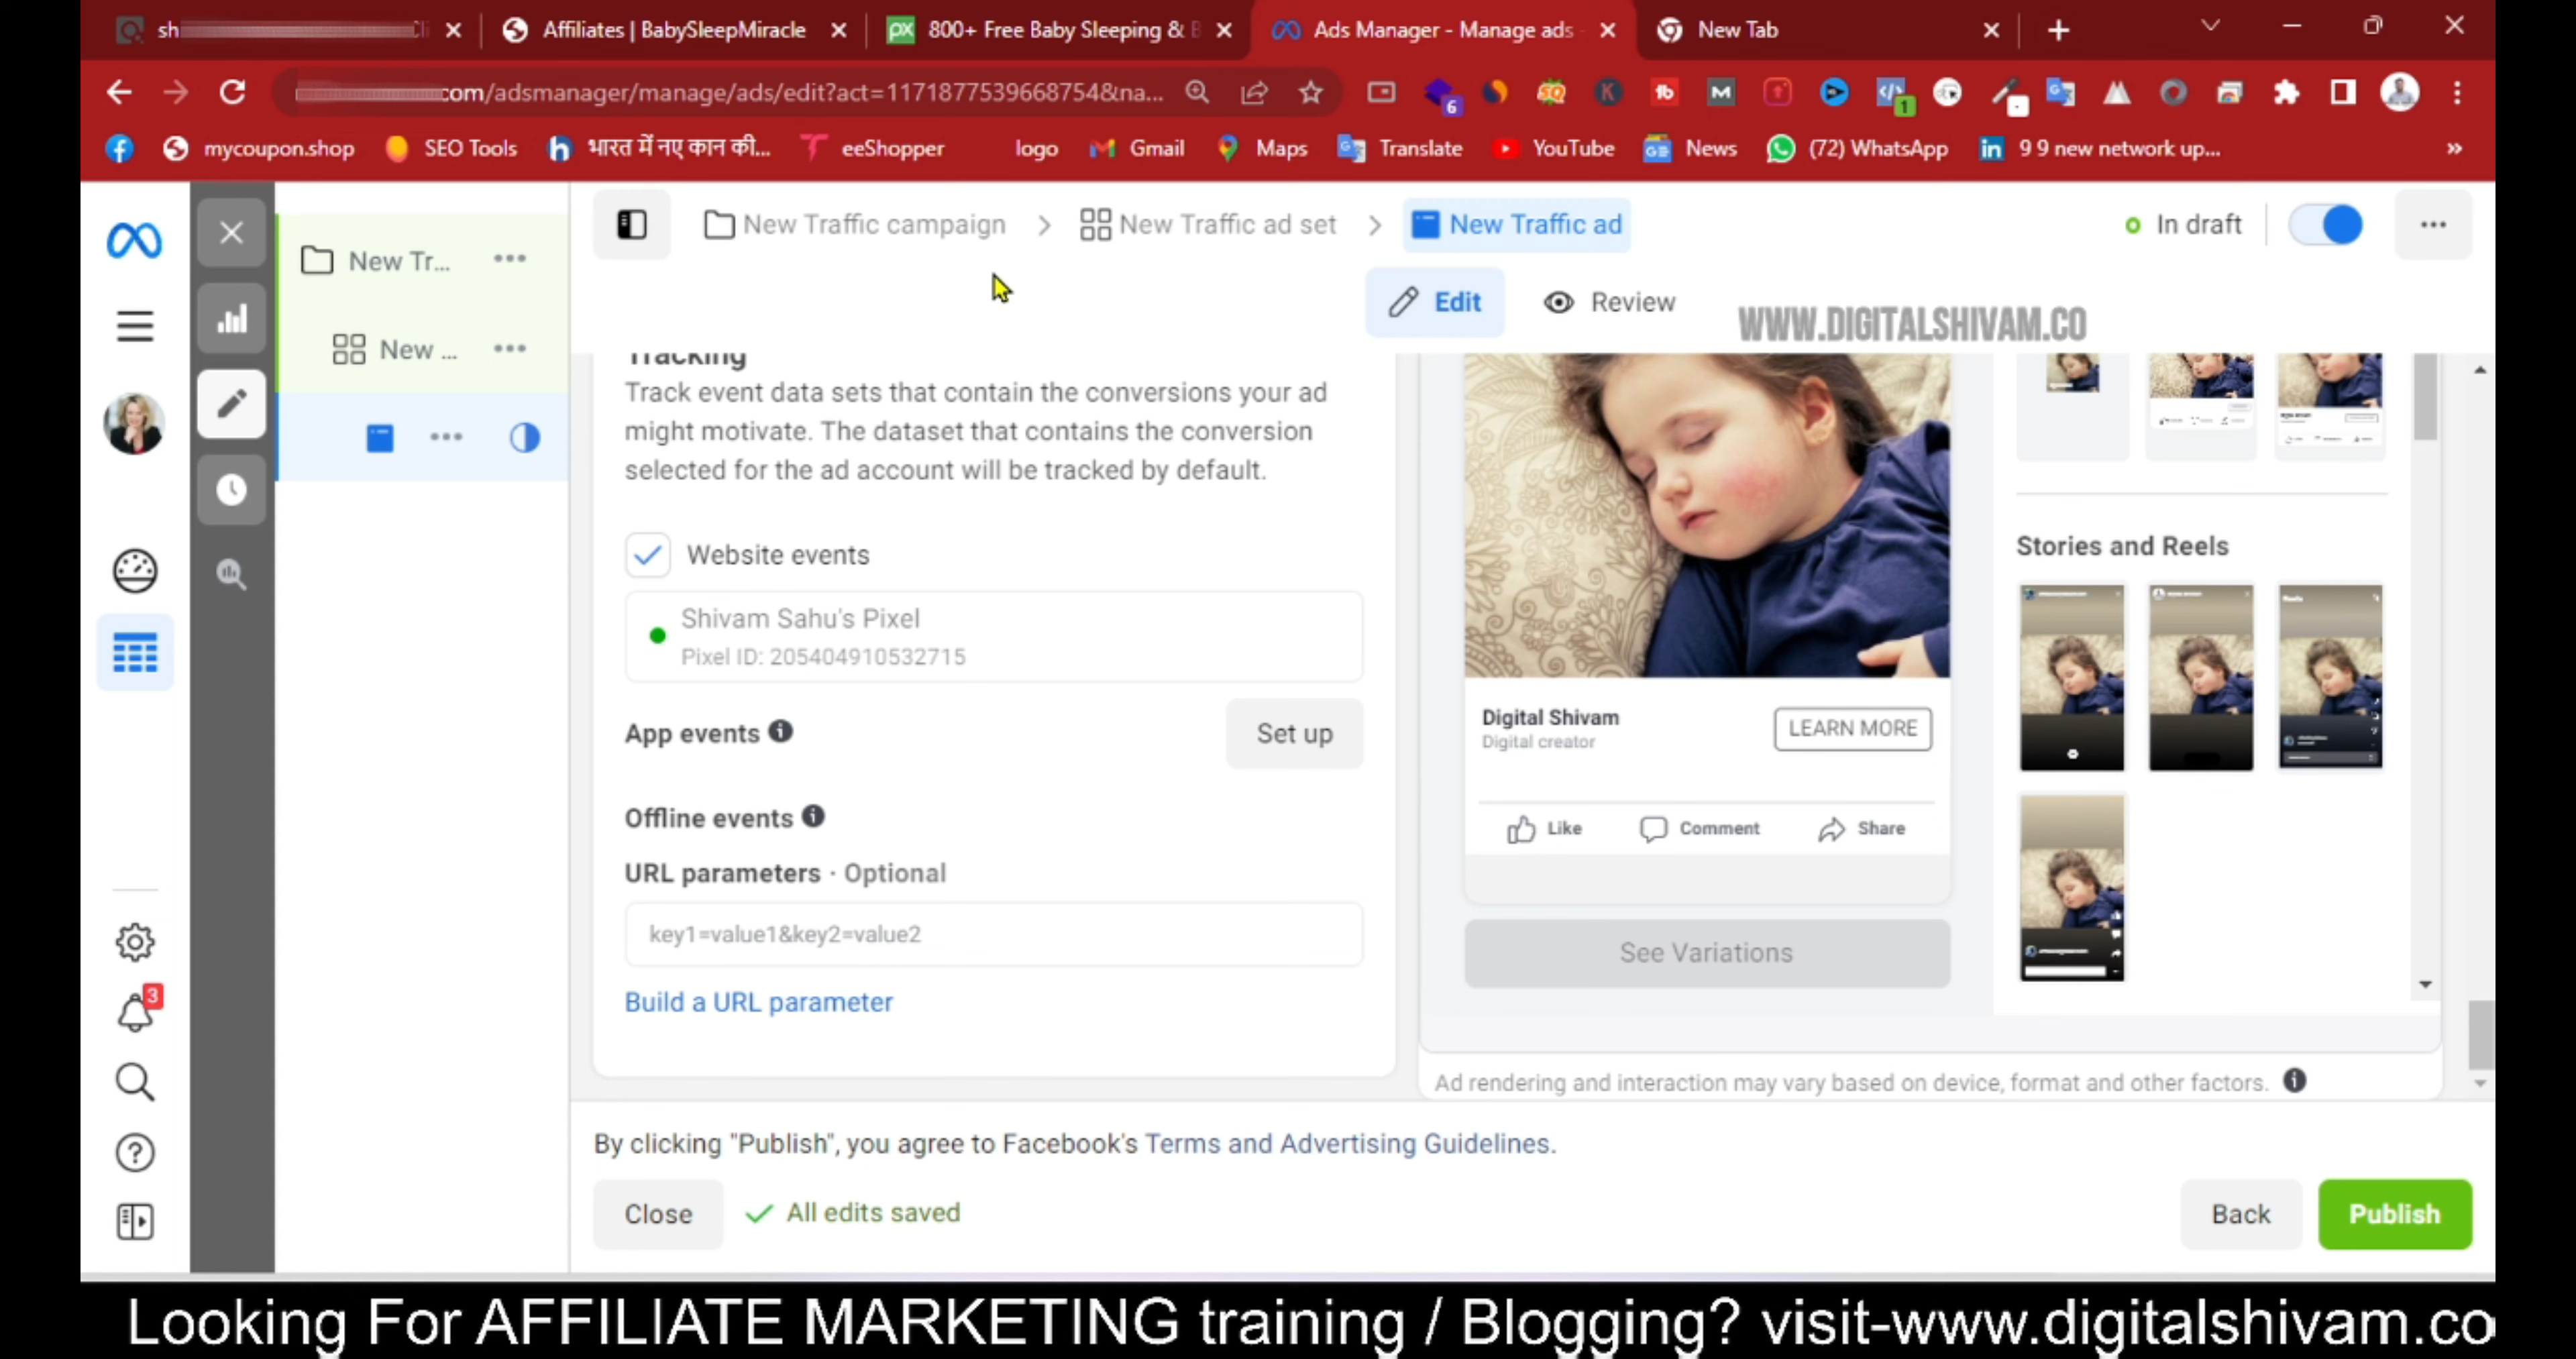 Affiliates | BabySleepMiracle
800+ Free Baby Sleeping & B
Ads Manager - Manage ads
New Tab
com/adsmanager/manage/ads/edit?act=1171877539668754&na...
6
1
mycoupon.shop
SEO Tools
भारत में नए कान की...
eeShopper
logo
Gmail
Maps
Translate
YouTube
News
(72) WhatsApp
9 9 new network up...
New Tr...
New ...
New Traffic campaign
New Traffic ad set
New Traffic ad
In draft
Edit
Review
WWW.DIGITALSHIVAM.CO
Tracking
Track event data sets that contain the conversions your ad
might motivate. The dataset that contains the conversion
selected for the ad account will be tracked by default.
Website events
Shivam Sahu's Pixel
Pixel ID: 205404910532715
App events
Set up
Offline events
URL parameters · Optional
key1=value1&key2=value2
Build a URL parameter
Digital Shivam
Digital creator
LEARN MORE
Like
Comment
Share
See Variations
Stories and Reels
Ad rendering and interaction may vary based on device, format and other factors.
3
By clicking "Publish", you agree to Facebook's Terms and Advertising Guidelines.
Close
All edits saved
Back
Publish
Looking For AFFILIATE MARKETING training / Blogging? visit-www.digitalshivam.co